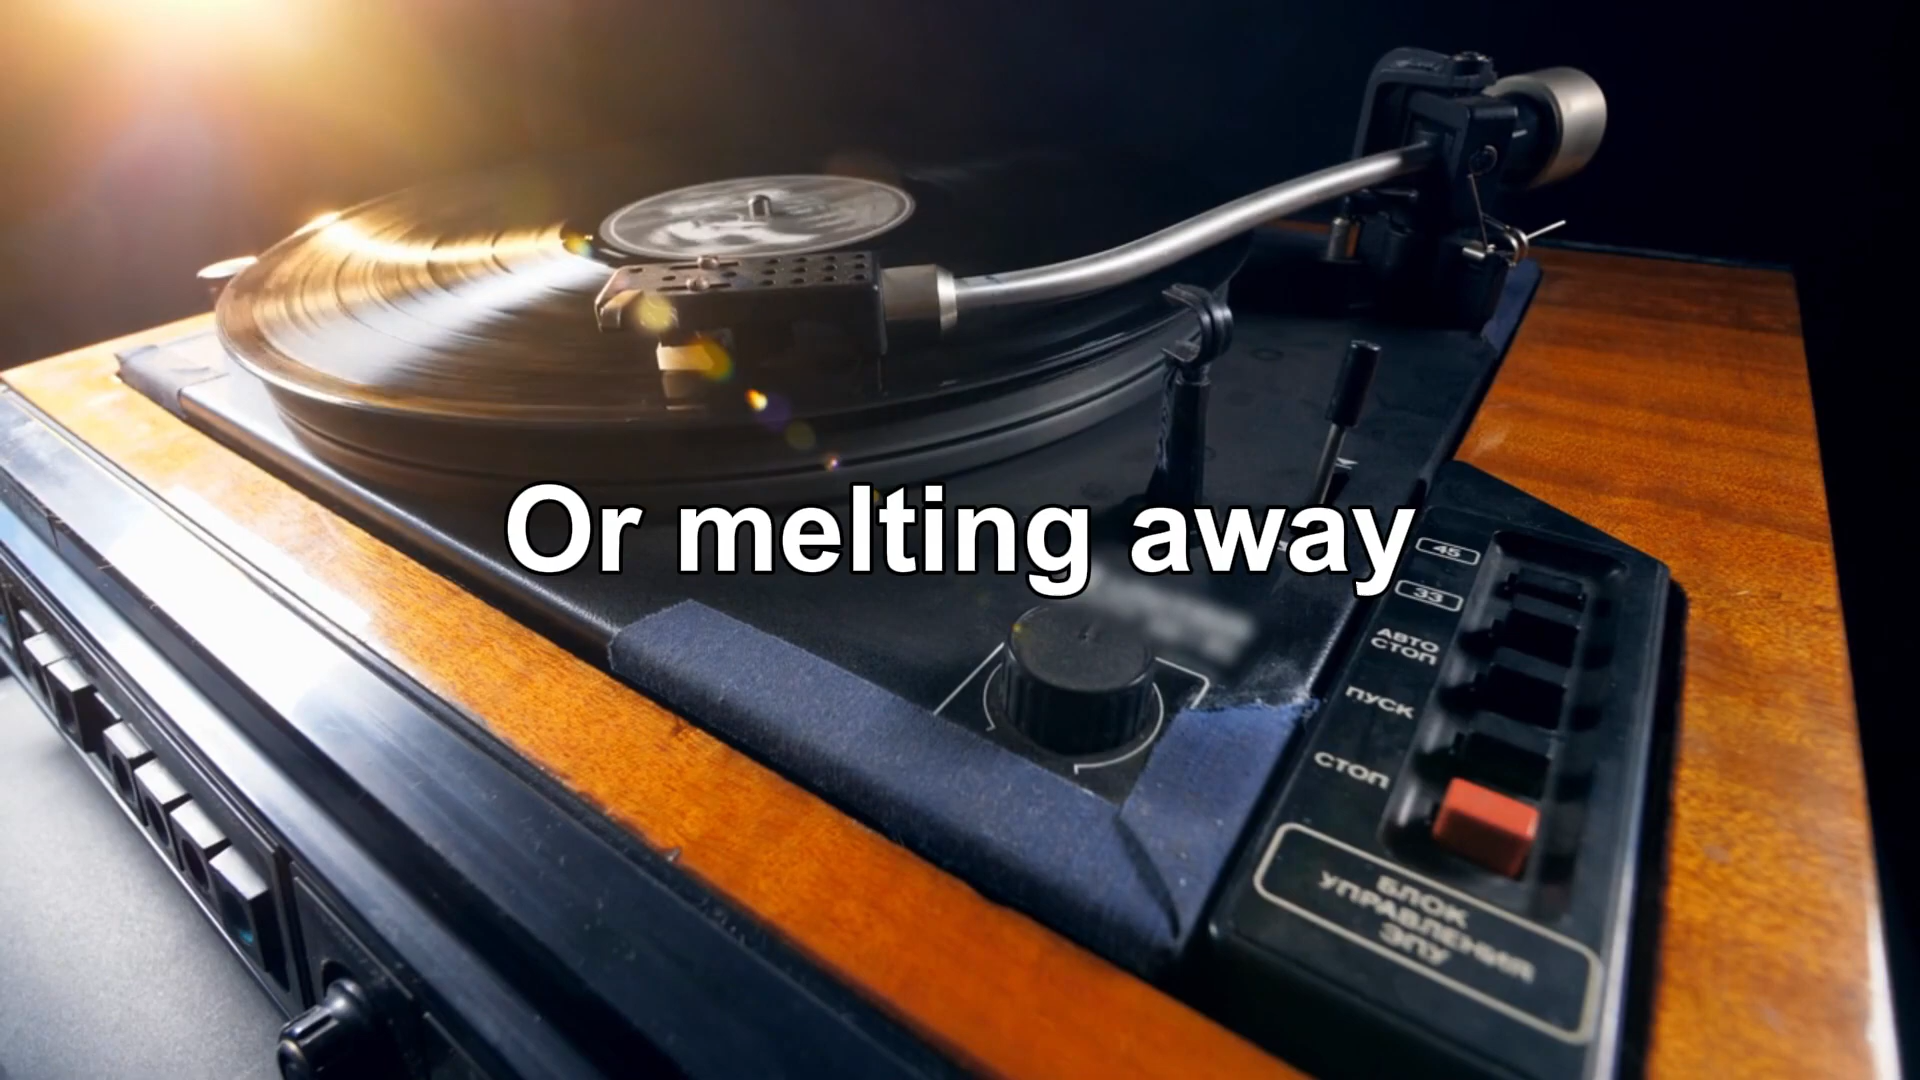 Or melting away
45
33
АВТО
СТОП
ПУСК
СТОП
БЛОК
УПРАВЛЕНИЯ
ЭПУ